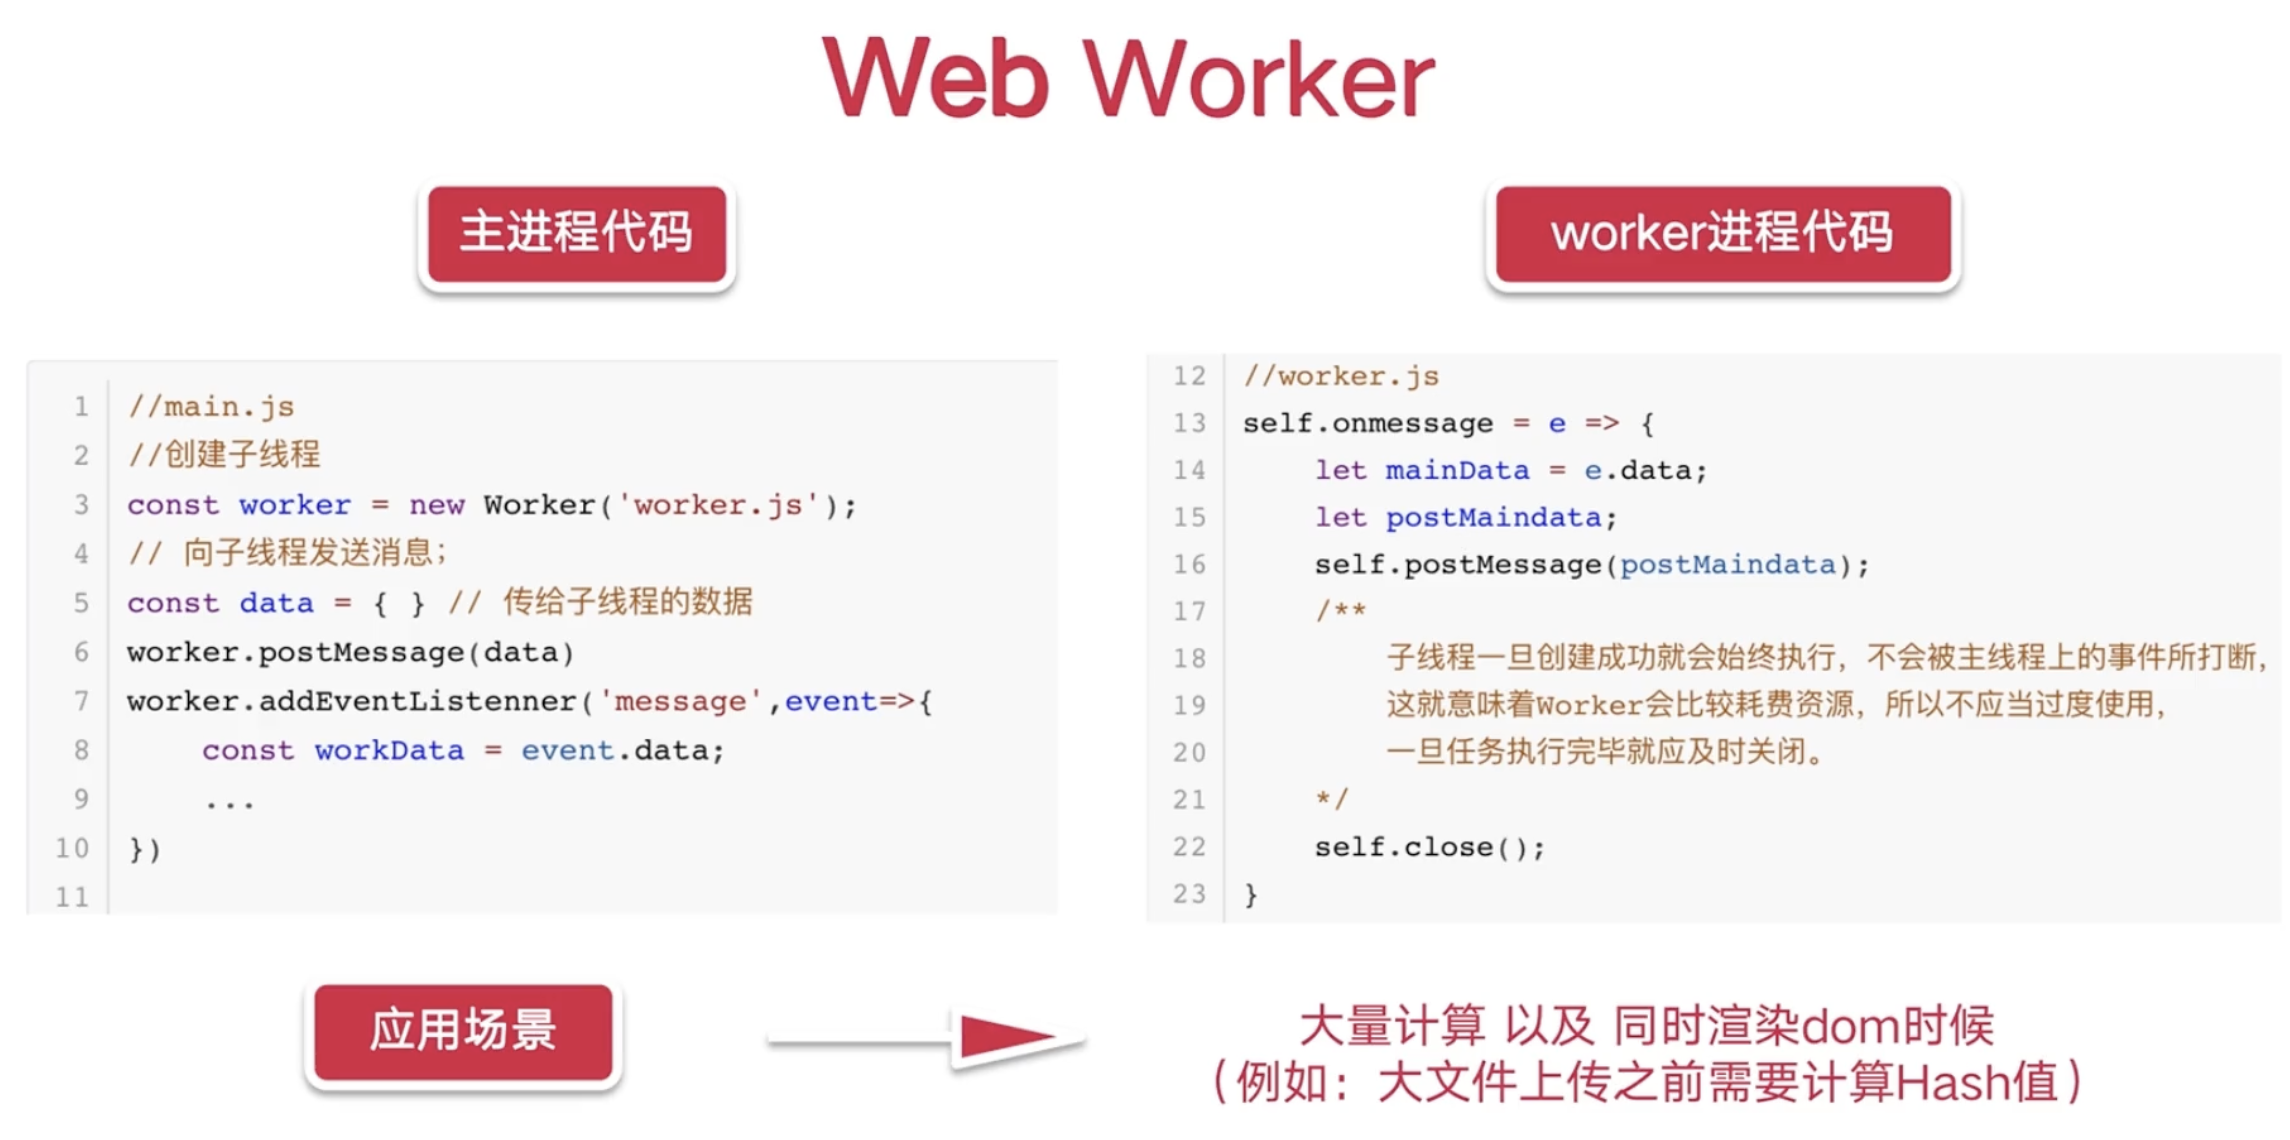 Web Worker
主进程代码
1 //main.js
2 //创建子线程
3 const worker = new Worker('worker.js');
4 // 向子线程发送消息;
5 const data = { } // 传给子线程的数据
6 worker.postMessage(data)
7 worker.addEventListenner('message',event=>{
8 const workData = event.data;
9 ...
10 })
11
worker进程代码
12 //worker.js
13 self.onmessage = e => {
14 let mainData = e.data;
15 let postMaindata;
16 self.postMessage(postMaindata);
17 /**
18 子线程一旦创建成功就会始终执行，不会被主线程上的事件所打断，
19 这就意味着Worker会比较耗费资源，所以不应当过度使用，
20 一旦任务执行完毕就应及时关闭。
21 */
22 self.close();
23 }
应用场景
大量计算 以及 同时渲染dom时候
（例如：大文件上传之前需要计算Hash值）